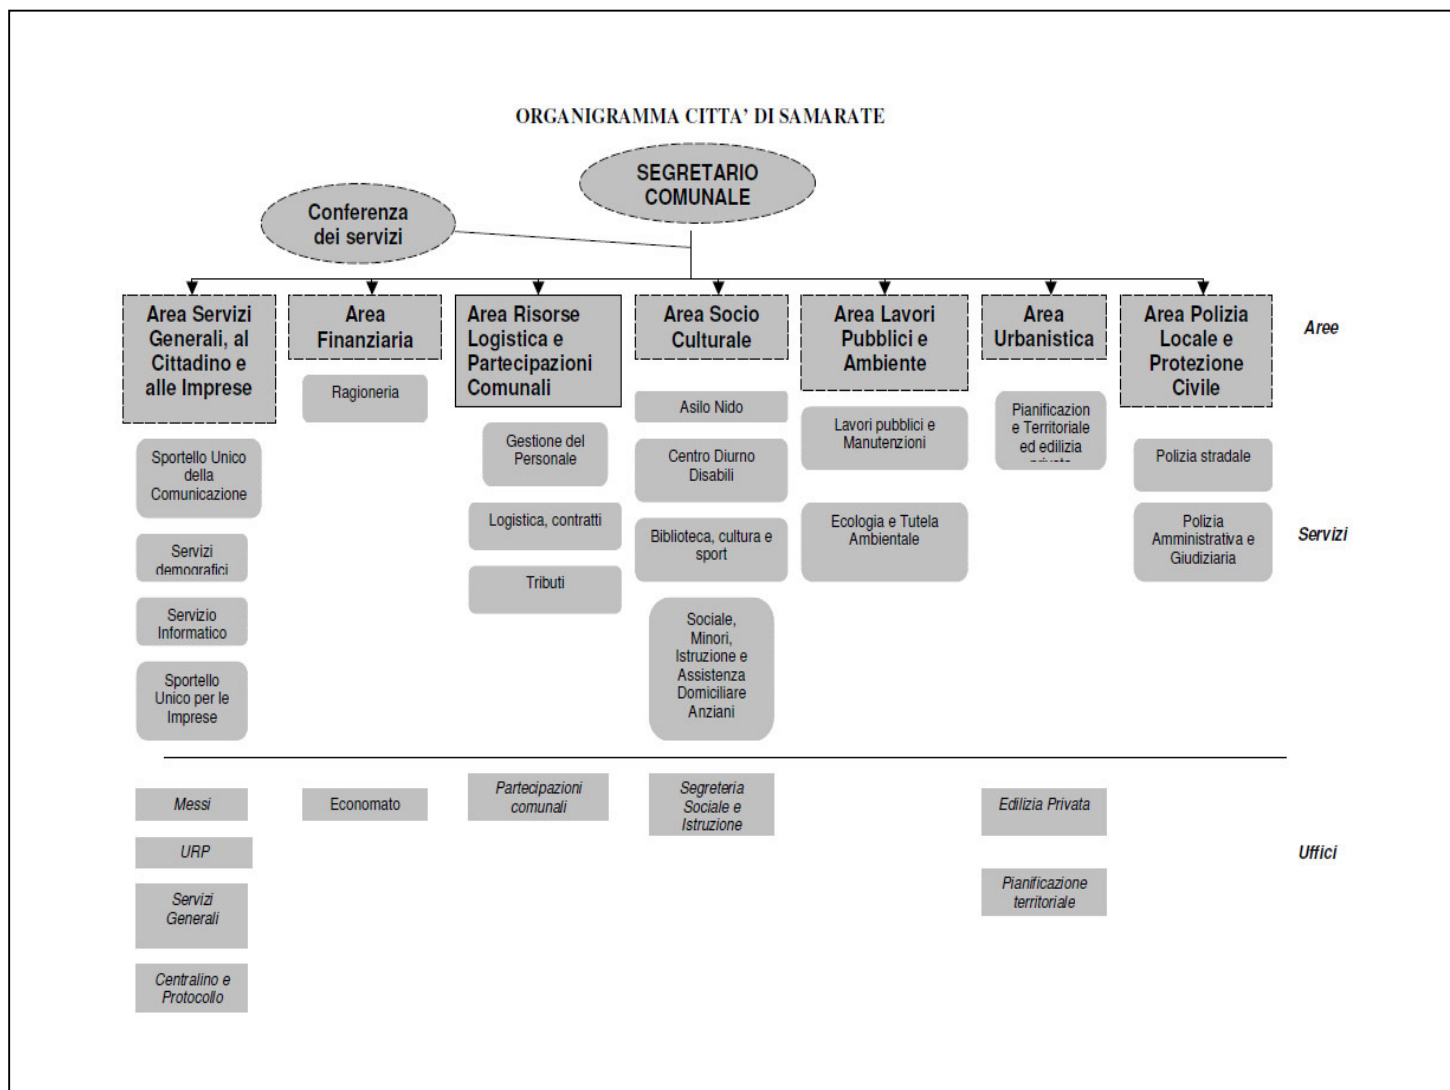 ORGANIGRAMMA CITTA' DI SAMARATE
SEGRETARIO
COMUNALE
Conferenza
dei servizi
Area Servizi
Generali, al
Cittadino e
alle Imprese
Area
Finanziaria
Area Risorse
Logistica e
Partecipazioni
Comunali
Area Socio
Culturale
Area Lavori
Pubblici e
Ambiente
Area
Urbanistica
Area Polizia
Locale e
Protezione
Civile
Aree
Sportello Unico
della
Comunicazione
Servizi
demografici
Servizio
Informatico
Sportello
Unico per le
Imprese
Ragioneria
Gestione del
Personale
Logistica, contratti
Tributi
Asilo Nido
Centro Diurno
Disabili
Biblioteca, cultura e
sport
Sociale,
Minori,
Istruzione e
Assistenza
Domiciliare
Anziani
Lavori pubblici e
Manutenzioni
Ecologia e Tutela
Ambientale
Pianificazion
e Territoriale
ed edilizia
privata
Polizia stradale
Polizia
Amministrativa e
Giudiziaria
Servizi
Messi
URP
Servizi
Generali
Centralino e
Protocollo
Economato
Partecipazioni
comunali
Segreteria
Sociale e
Istruzione
Edilizia Privata
Pianificazione
territoriale
Uffici